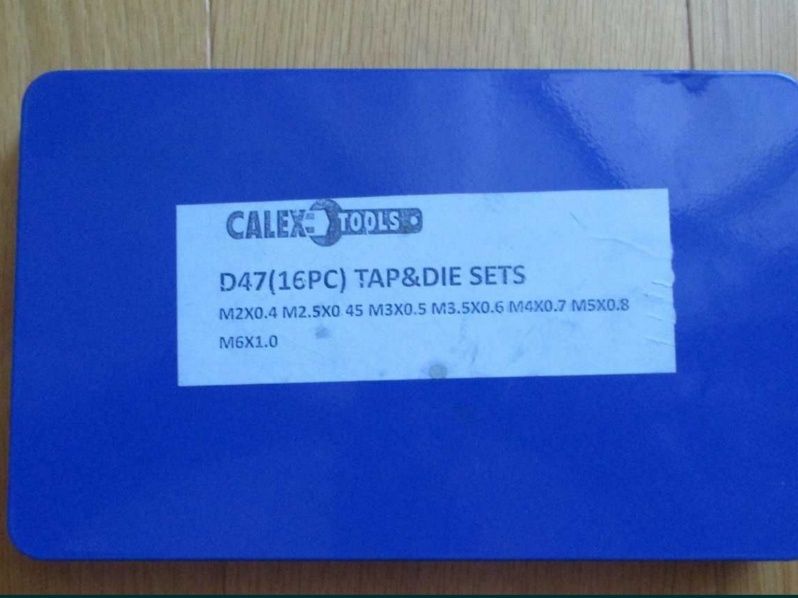 CALEX TOOLS
D47(16PC) TAP&DIE SETS
M2X0.4 M2.5X0 45 M3X0.5 M3.5X0.6 M4X0.7 M5X0.8
M6X1.0